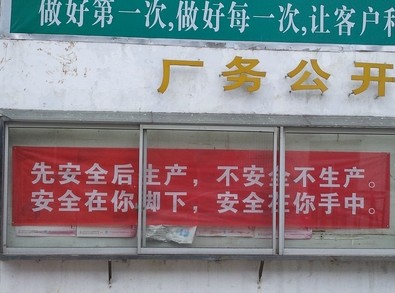 做好第一次,做好每一次,让客户
厂务公开
先安全后生产，不安全不生产。
安全在你脚下，安全在你手中。